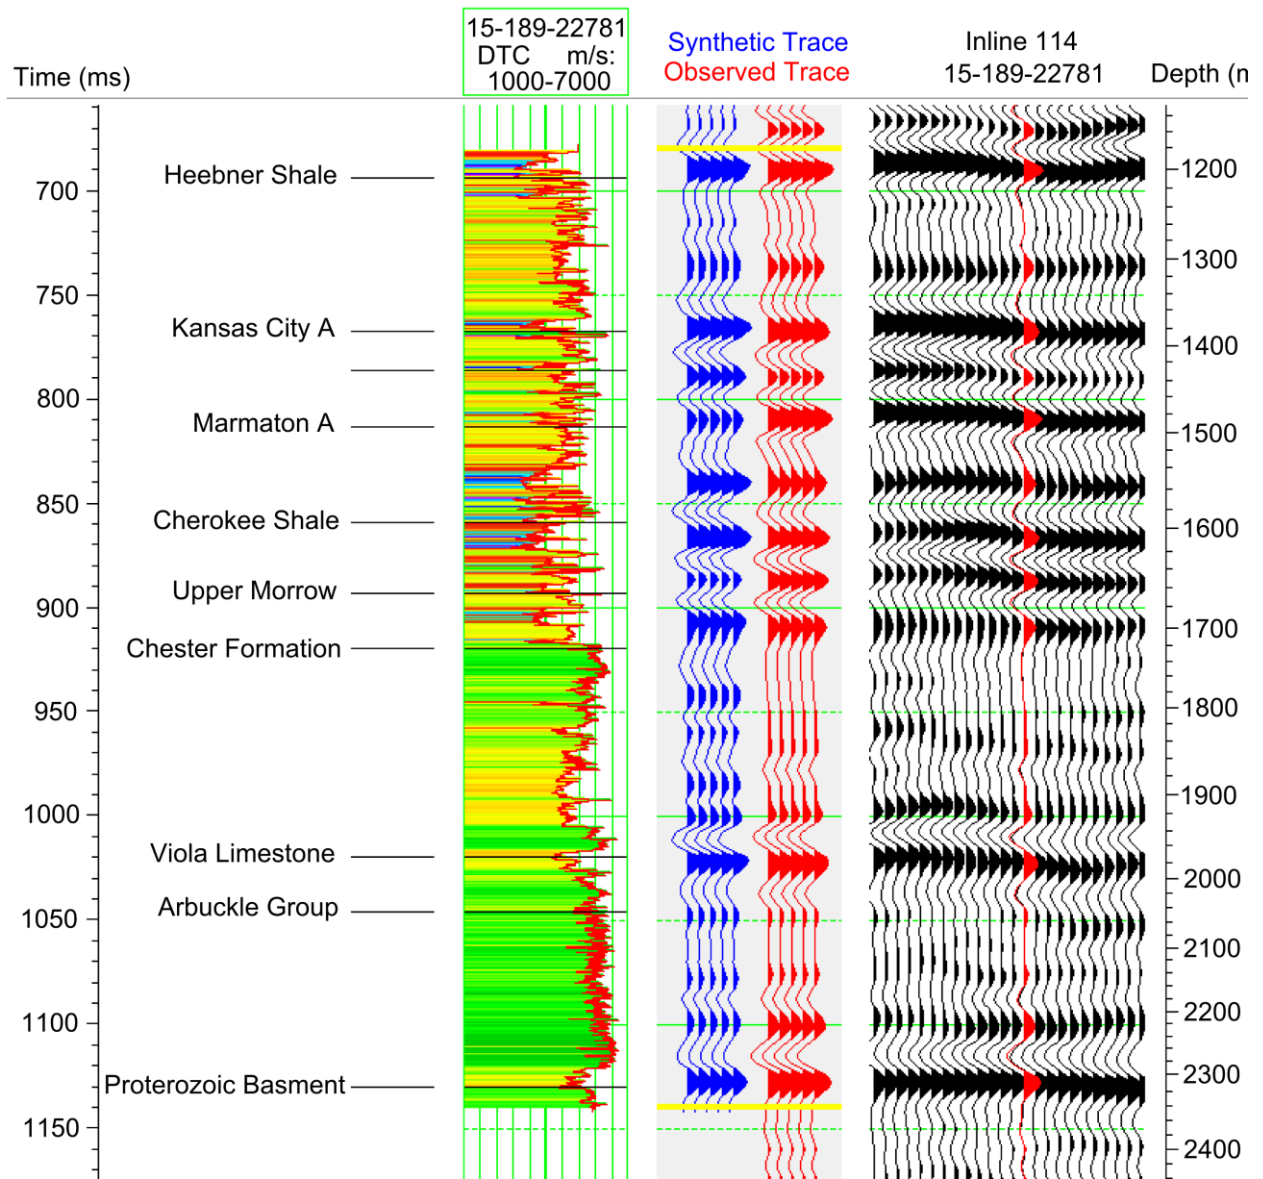 15-189-22781
DTC m/s:
1000-7000
Synthetic Trace
Observed Trace
Inline 114
15-189-22781
Time (ms)
Depth (m
Heebner Shale
Kansas City A
Marmaton A
Cherokee Shale
Upper Morrow
Chester Formation
Viola Limestone
Arbuckle Group
Proterozoic Basment
700
750
800
850
900
950
1000
1050
1100
1150
1200
1300
1400
1500
1600
1700
1800
1900
2000
2100
2200
2300
2400